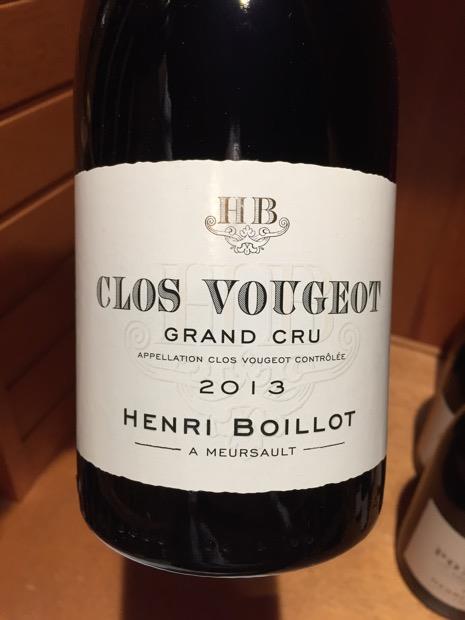 HB
CLOS VOUGEOT
GRAND CRU
APPELLATION CLOS VOUGEOT CONTRÔLÉE
2013
HENRI BOILLOT
A MEURSAULT